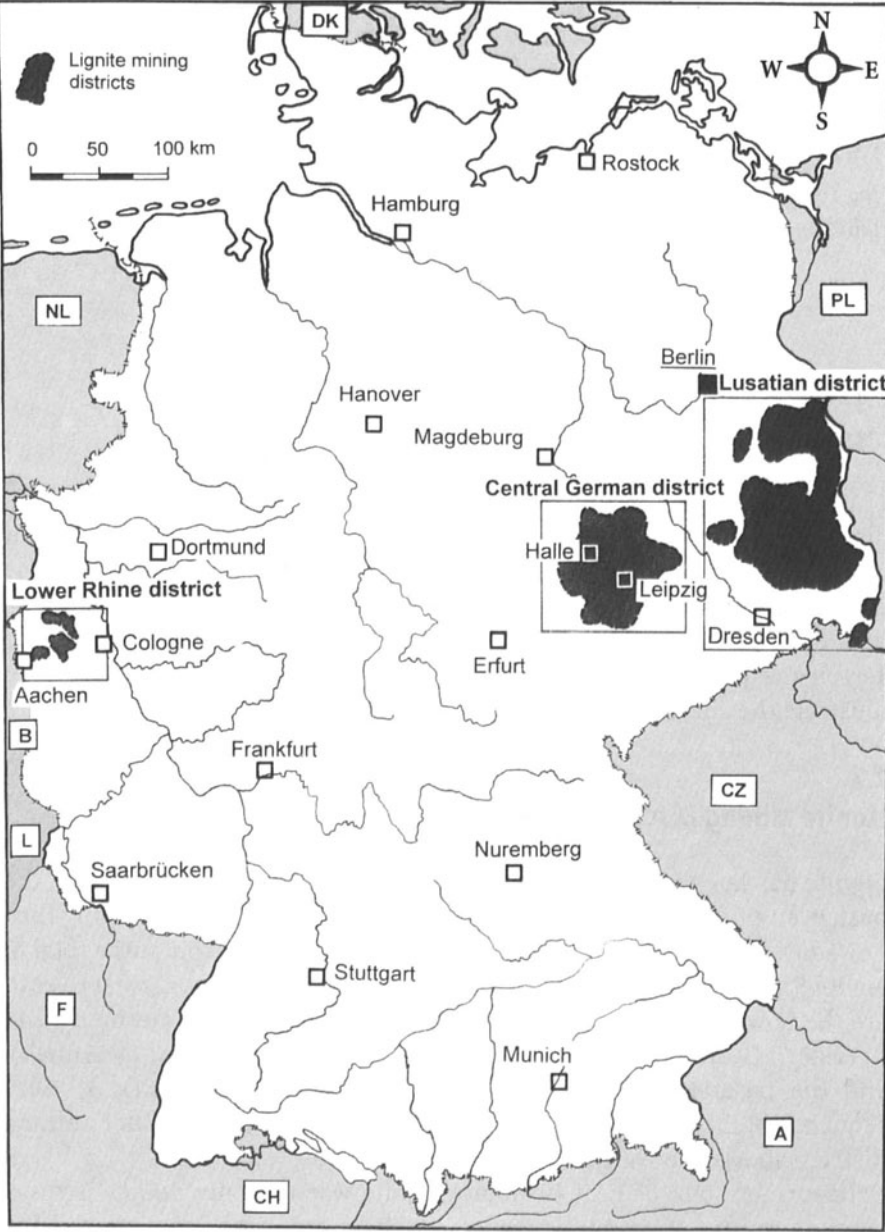 DK
Lignite mining
districts
N
W E
S
0 50 100 km
Rostock
Hamburg
NL
PL
Berlin
Lusatian district
Hanover
Magdeburg
Central German district
Dortmund
Halle
Leipzig
Lower Rhine district
Cologne
Dresden
Erfurt
Aachen
B
Frankfurt
CZ
L
Nuremberg
Saarbrücken
Stuttgart
F
Munich
A
CH